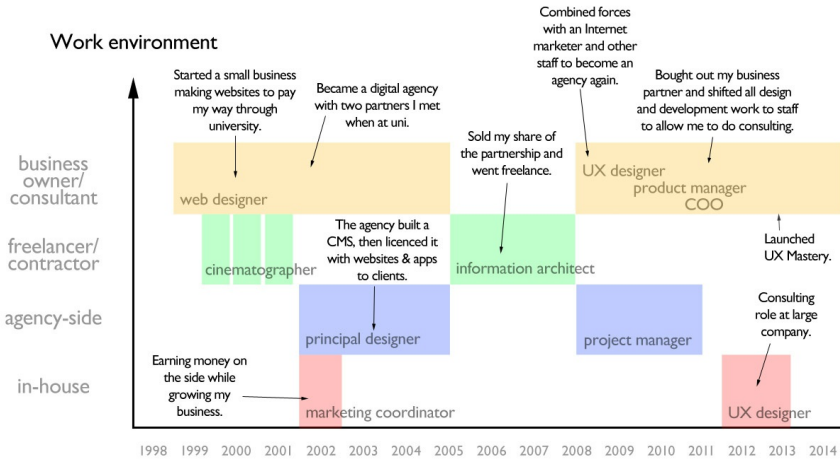 Work environment
Combined forces
with an Internet
marketer and other
staff to become an
agency again.
Started a small business
making websites to pay
my way through
university.
Became a digital agency
with two partners I met
when at uni.
Sold my share of
the partnership and
went freelance.
Bought out my business
partner and shifted all design
and development work to staff
to allow me to do consulting.
business
owner/
consultant
web designer
UX designer
product manager
COO
freelancer/
contractor
cinematographer
The agency built a
CMS, then licenced it
with websites & apps
to clients.
information architect
Launched
UX Mastery.
agency-side
principal designer
project manager
Consulting
role at large
company.
in-house
Earning money on
the side while
growing my
business.
marketing coordinator
UX designer
1998 1999 2000 2001 2002 2003 2004 2005 2006 2007 2008 2009 2010 2011 2012 2013 2014